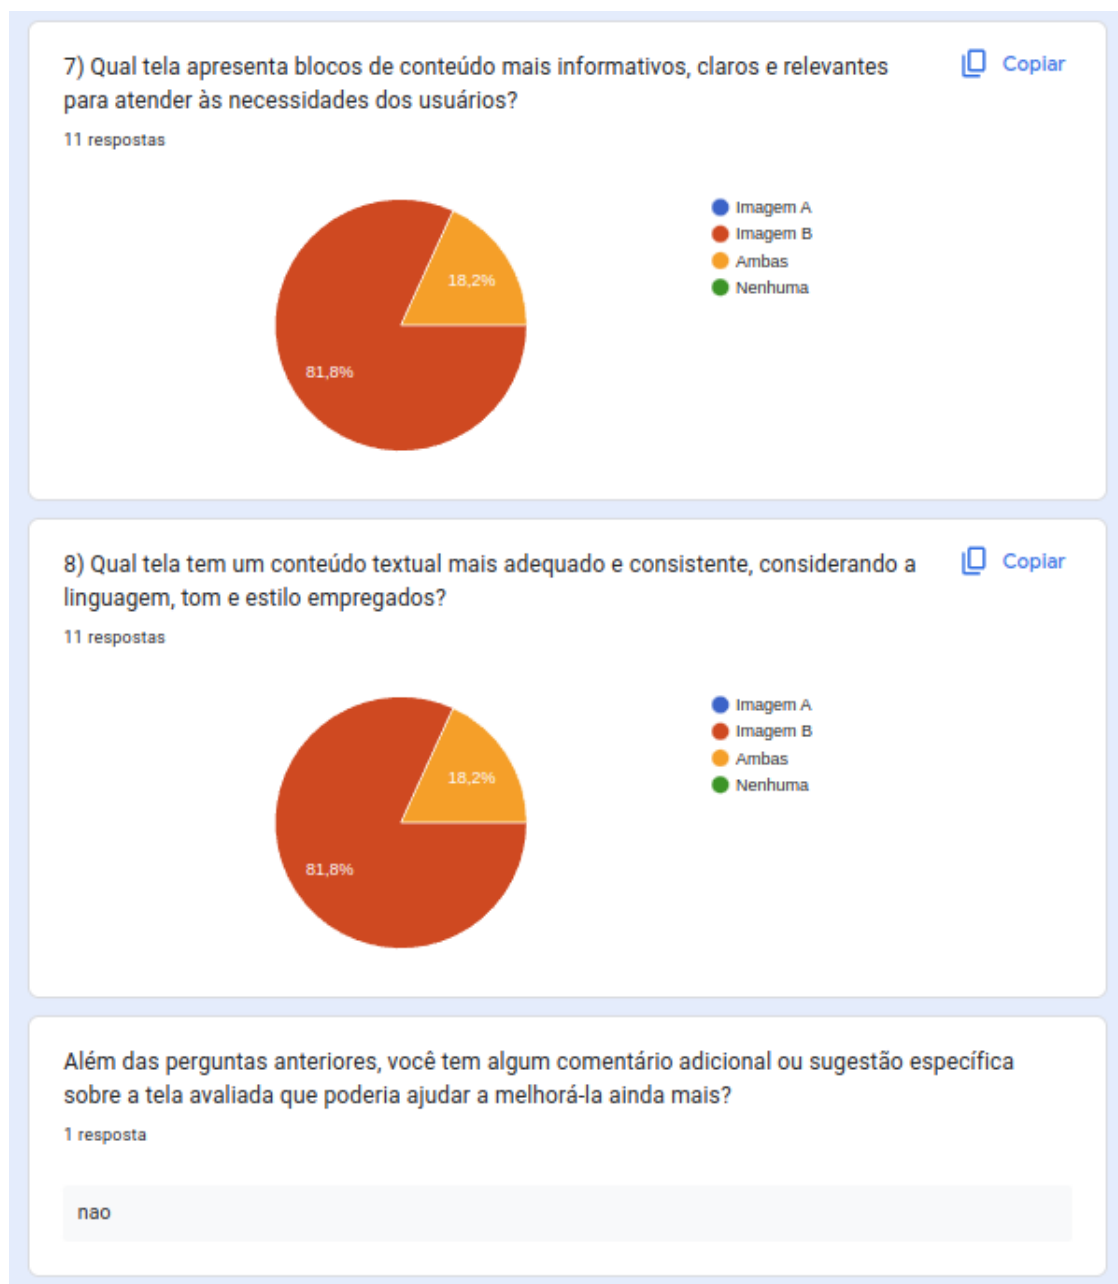 7) Qual tela apresenta blocos de conteúdo mais informativos, claros e relevantes
para atender às necessidades dos usuários?
Copiar
11 respostas
Imagem A
Imagem B
Ambas
Nenhuma
18,2%
81,8%
8) Qual tela tem um conteúdo textual mais adequado e consistente, considerando a
linguagem, tom e estilo empregados?
Copiar
11 respostas
Imagem A
Imagem B
Ambas
Nenhuma
18,2%
81,8%
Além das perguntas anteriores, você tem algum comentário adicional ou sugestão específica
sobre a tela avaliada que poderia ajudar a melhorá-la ainda mais?
1 resposta
nao